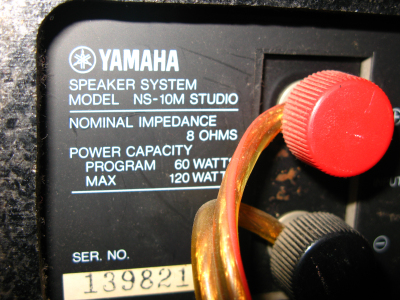 YAMAHA
SPEAKER SYSTEM
MODEL NS-10M STUDIO
NOMINAL IMPEDANCE
8 OHMS
POWER CAPACITY
PROGRAM 60 WATTS
MAX 120 WATT
SER. NO.
139821